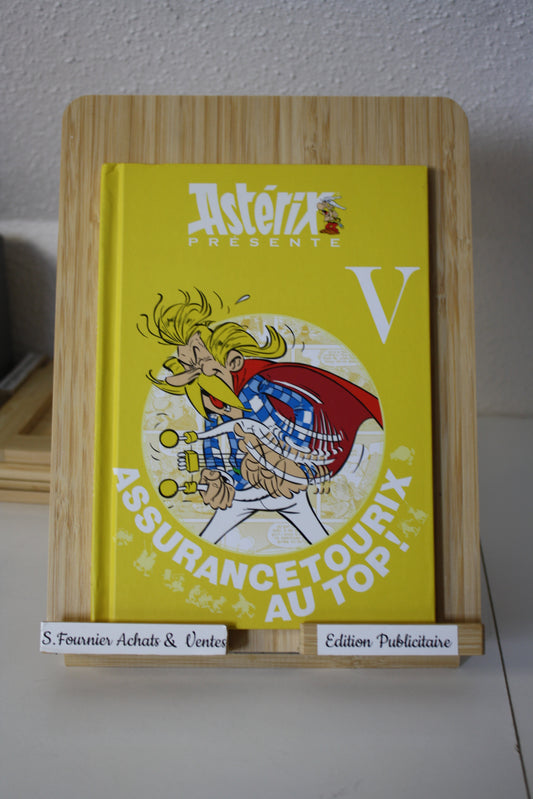 Astérix
PRÉSENTE
V
ASSURANCETOURIX
AU TOP !
S.Fournier Achats & Ventes
Edition Publicitaire